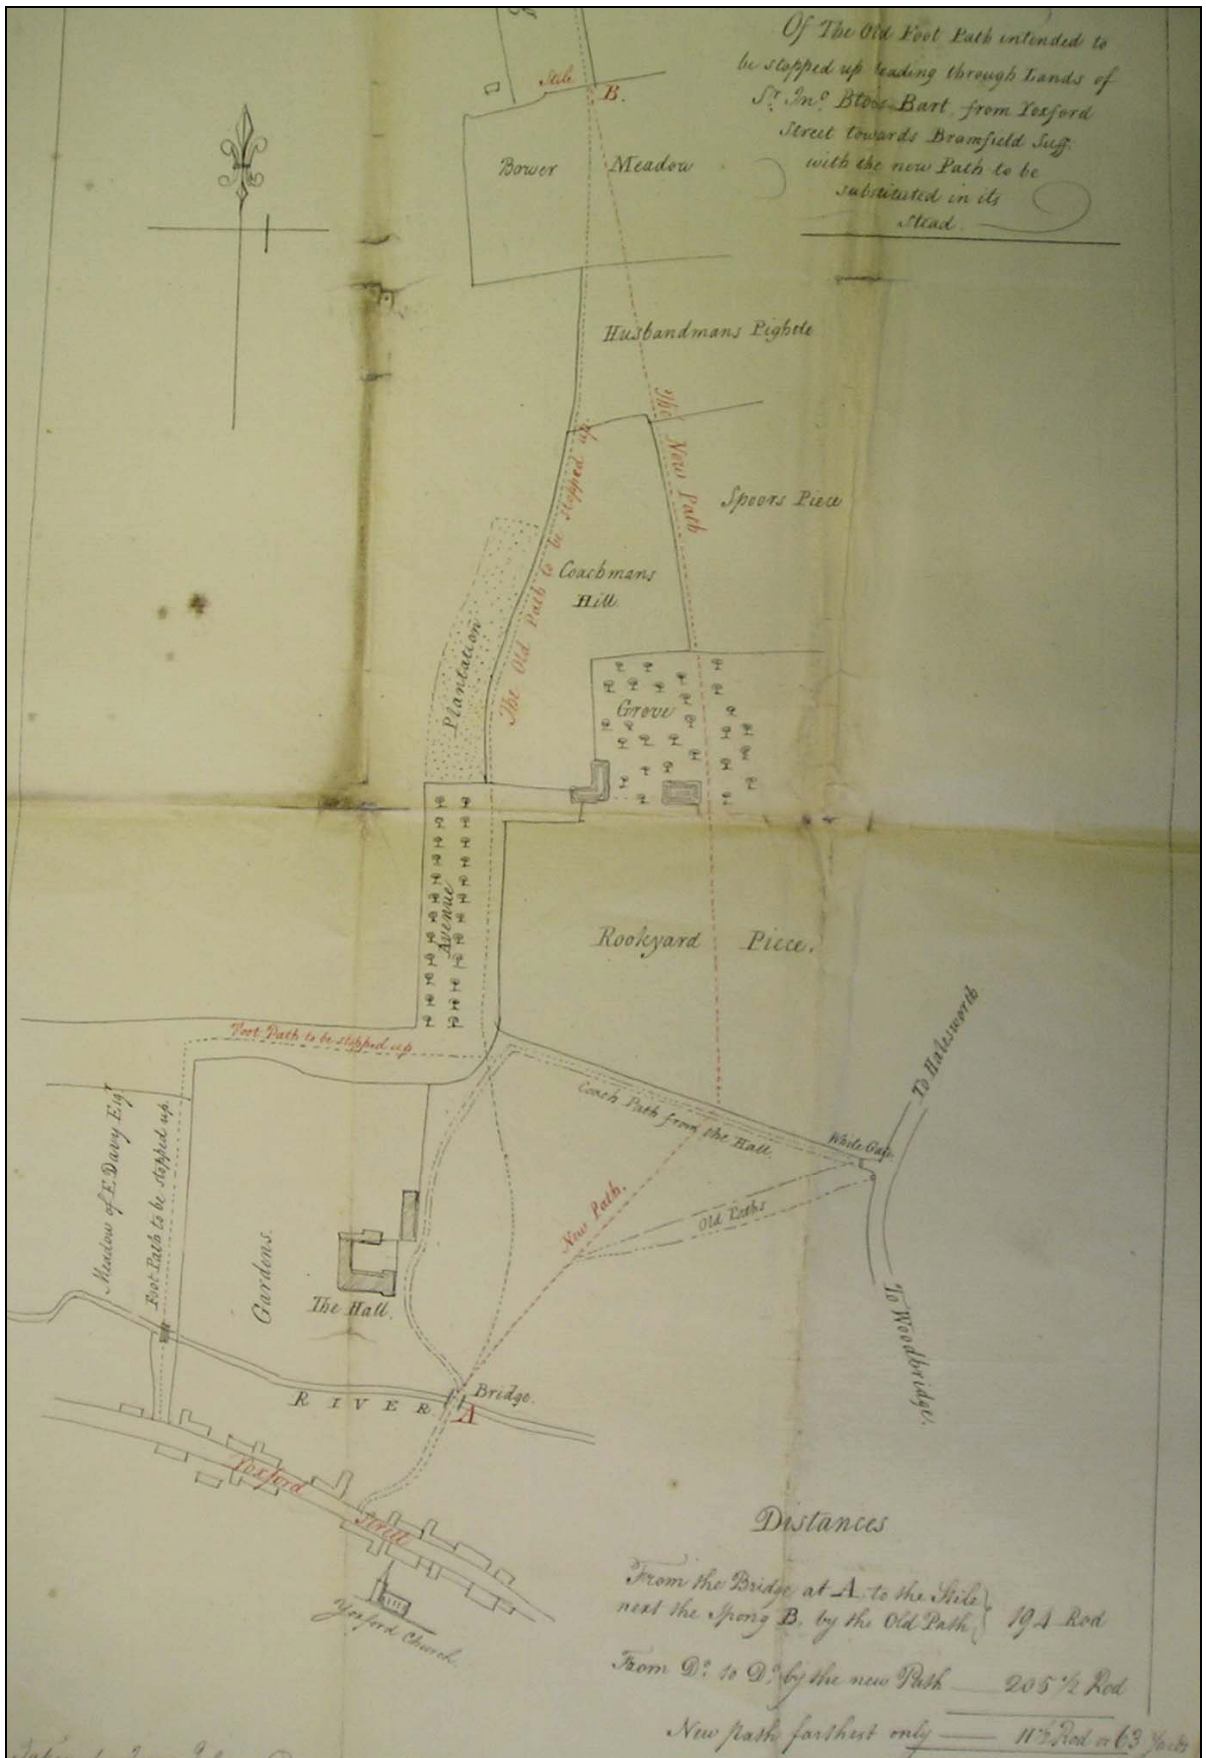 Of The Old Foot Path intended to
be stopped up leading through Lands of
Sr. Jno. Blois Bart, from Yoxford
Street towards Bramfield Suff.
with the new Path to be
substituted in its
Stead.
Stile
B.
Bower Meadow
Husbandmans Pightle
The New Path
The Old Path to be stopped up
Spoors Piece
Coachmans
Hill.
Plantation
Grove
Avenue
Rookyard Piece.
Foot Path to be stopped up
To Halesworth
Coach Path from the Hall.
White Gate.
Meadow of E. Davy Esqr.
Foot Path to be stopped up.
Gardens.
New Path.
Old Paths
The Hall.
To Woodbridge.
Bridge.
RIVER.
A
Yoxford
Street
Yoxford Church.
Distances
From the Bridge at A. to the Stile
next the Spong B. by the Old Path 194 Rod
From Do. to Do. by the new Path 205 1/2 Rod
New path farthest only 11 1/2 Rod or 63 Yards